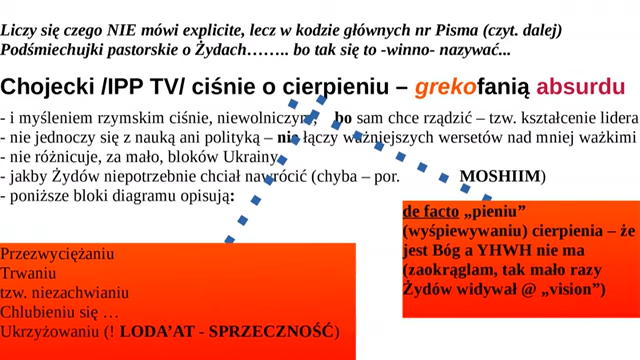 Liczy się czego NIE mówi explicite, lecz w kodzie głównych nr Pisma (czyt. dalej)
Podśmiechujki pastorskie o Żydach…….. bo tak się to -winno- nazywać...
Chojecki /IPP TV/ ciśnie o cierpieniu – grekofanią absurdu
- i myśleniem rzymskim ciśnie, niewolniczym, bo sam chce rządzić – tzw. kształcenie lidera
- nie jednoczy się z nauką ani polityką – nie łączy ważniejszych wersetów nad mniej ważkimi
- nie różnicuje, za mało, bloków Ukrainy
- jakby Żydów niepotrzebnie chciał nawrócić (chyba – por. MOSHIIM)
- poniższe bloki diagramu opisują:
de facto „pieniu”
(wyśpiewywaniu) cierpienia – że
jest Bóg a YHWH nie ma
(zaokrąglam, tak mało razy
Żydów widywał @ „vision”)
Przezwyciężaniu
Trwaniu
tzw. niezachwianiu
Chlubieniu się …
Ukrzyżowaniu (! LODA’AT - SPRZECZNOŚĆ)